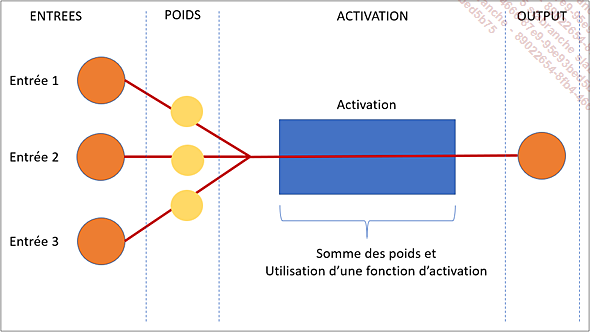 ENTREES
POIDS
ACTIVATION
OUTPUT
Entrée 1
Entrée 2
Entrée 3
Activation
Somme des poids et
Utilisation d'une fonction d'activation